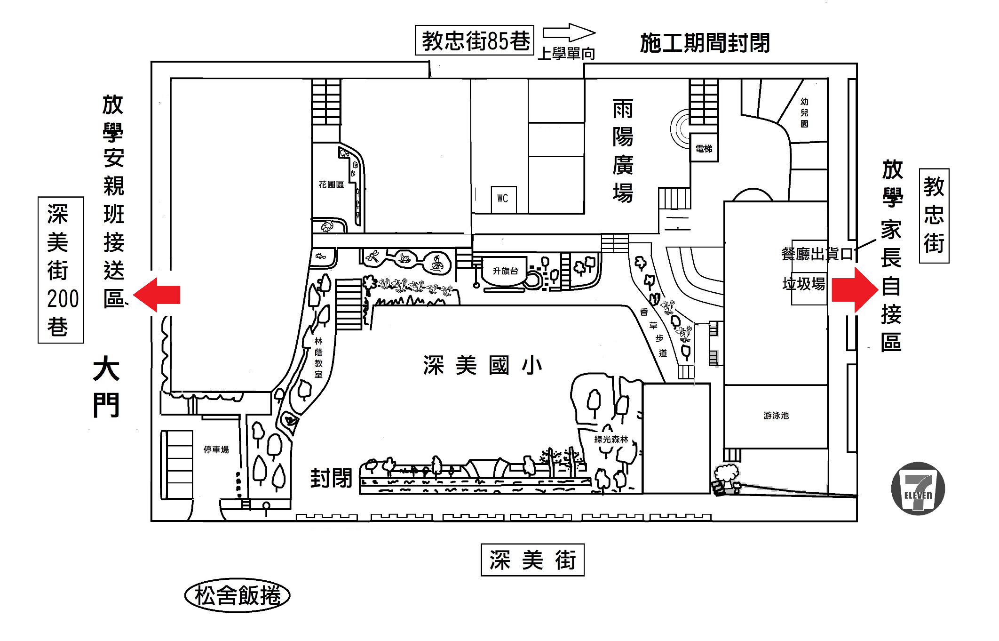 教忠街85巷
上學單向
施工期間封閉
放學安親班接送區
深美街200巷
大門
雨陽廣場
幼兒園
電梯
花圃區
WC
放學 家長自接區
教忠街
餐廳出貨口
垃圾場
升旗台
香草步道
林蔭教室
深美國小
游泳池
綠光森林
停車場
封閉
7
ELEVEN
深美街
松舍飯捲